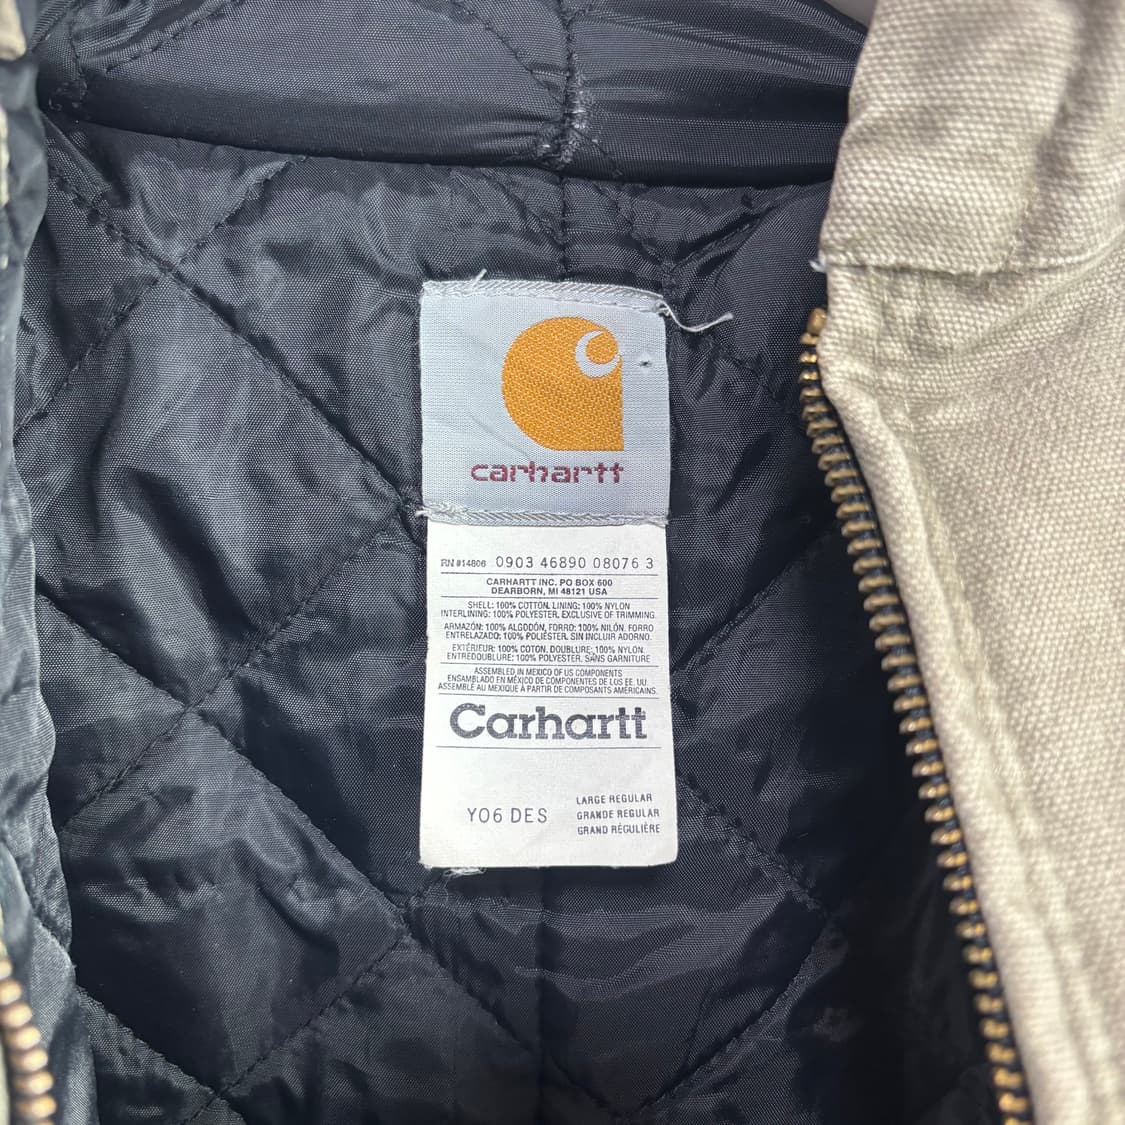 carhartt
RN #14806 0903 46890 08076 3
CARHARTT INC. PO BOX 600
DEARBORN, MI 48121 USA
SHELL: 100% COTTON, LINING: 100% NYLON
INTERLINING: 100% POLYESTER, EXCLUSIVE OF TRIMMING.
ARMAZÓN: 100% ALGODÓN, FORRO: 100% NILÓN. FORRO
ENTRELAZADO: 100% POLIÉSTER. SIN INCLUIR ADORNO.
EXTÉRIEUR: 100% COTON, DOUBLURE: 100% NYLON.
ENTREDOUBLURE: 100% POLYESTER. SANS GARNITURE
ASSEMBLED IN MEXICO OF US COMPONENTS
ENSAMBLADO EN MÉXICO DE COMPONENTES DE LOS EE. UU.
ASSEMBLÉ AU MEXIQUE À PARTIR DE COMPOSANTS AMÉRICAINS.
Carhartt
Y06 DES
LARGE REGULAR
GRANDE REGULAR
GRAND RÉGULIÈRE